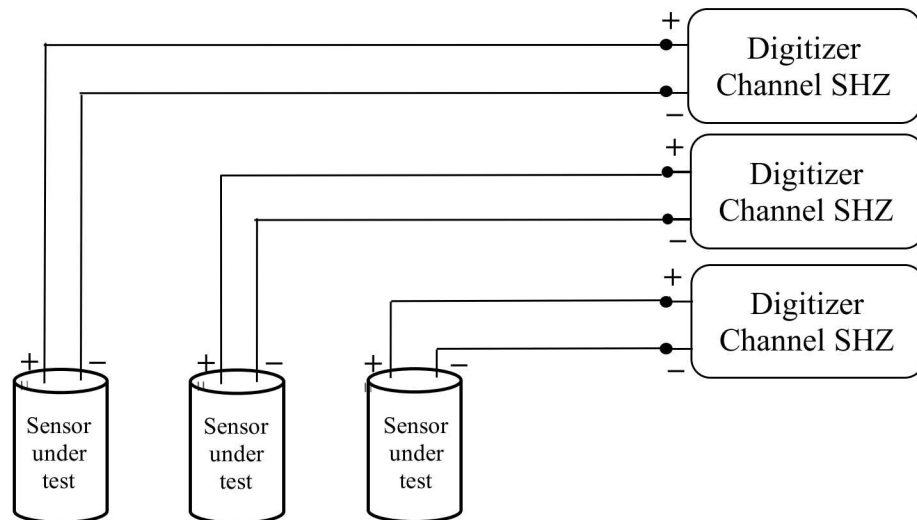 +
Digitizer
Channel SHZ
−
+
Digitizer
Channel SHZ
−
+
Digitizer
Channel SHZ
−
+ −
+ −
+ −
Sensor
under
test
Sensor
under
test
Sensor
under
test